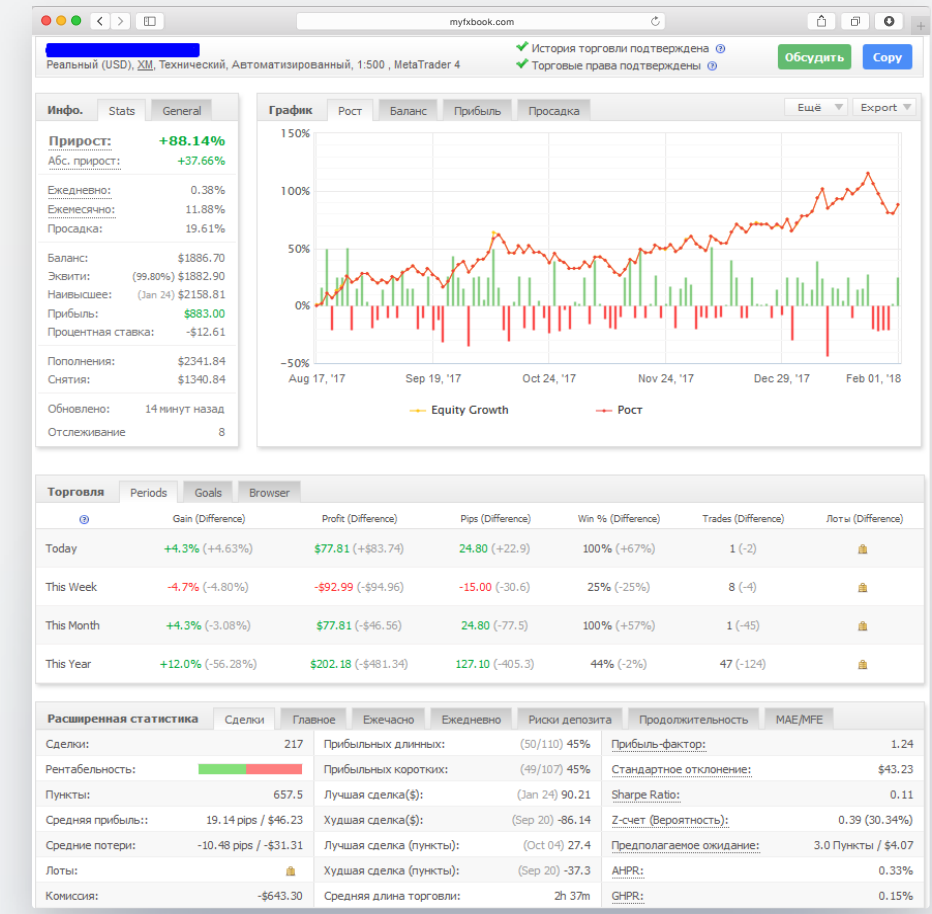 myfxbook.com
Реальный (USD), XM, Технический, Автоматизированный, 1:500 , MetaTrader 4
История торговли подтверждена
Торговые права подтверждены
Обсудить
Copy
Инфо. Stats General
Прирост: +88.14%
Абс. прирост: +37.66%
Ежедневно: 0.38%
Ежемесячно: 11.88%
Просадка: 19.61%
Баланс: $1886.70
Эквити: (99.80%) $1882.90
Наивысшее: (Jan 24) $2158.81
Прибыль: $883.00
Процентная ставка: -$12.61
Пополнения: $2341.84
Снятия: $1340.84
Обновлено: 14 минут назад
Отслеживание 8
График Рост Баланс Прибыль Просадка Ещё Export
150%
100%
50%
0%
-50%
Aug 17, '17 Sep 19, '17 Oct 24, '17 Nov 24, '17 Dec 29, '17 Feb 01, '18
Equity Growth Рост
Торговля Periods Goals Browser
Gain (Difference) Profit (Difference) Pips (Difference) Win % (Difference) Trades (Difference) Лоты (Difference)
Today +4.3% (+4.63%) $77.81 (+$83.74) 24.80 (+22.9) 100% (+67%) 1 (-2)
This Week -4.7% (-4.80%) -$92.99 (-$94.96) -15.00 (-30.6) 25% (-25%) 8 (-4)
This Month +4.3% (-3.08%) $77.81 (-$46.56) 24.80 (-77.5) 100% (+57%) 1 (-45)
This Year +12.0% (-56.28%) $202.18 (-$481.34) 127.10 (-405.3) 44% (-2%) 47 (-124)
Расширенная статистика Сделки Главное Ежечасно Ежедневно Риски депозита Продолжительность MAE/MFE
Сделки: 217 Прибыльных длинных: (50/110) 45% Прибыль-фактор: 1.24
Рентабельность: Прибыльных коротких: (49/107) 45% Стандартное отклонение: $43.23
Пункты: 657.5 Лучшая сделка($): (Jan 24) 90.21 Sharpe Ratio: 0.11
Средняя прибыль:: 19.14 pips / $46.23 Худшая сделка($): (Sep 20) -86.14 Z-счет (Вероятность): 0.39 (30.34%)
Средние потери: -10.48 pips / -$31.31 Лучшая сделка (пункты): (Oct 04) 27.4 Предполагаемое ожидание: 3.0 Пункты / $4.07
Лоты: Худшая сделка (пункты): (Sep 20) -37.3 AHPR: 0.33%
Комиссия: -$643.30 Средняя длина торговли: 2h 37m GHPR: 0.15%